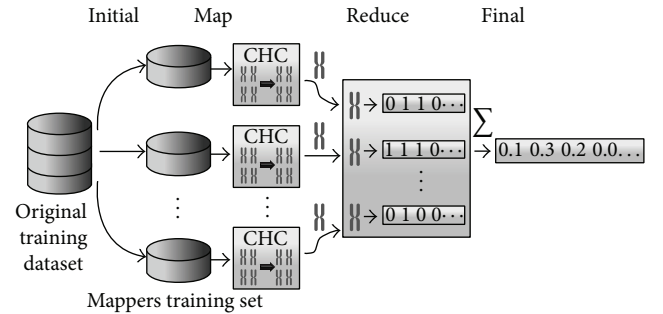 Initial Map Reduce Final
CHC
0 1 1 0...
Σ
CHC
1 1 1 0...
0.1 0.3 0.2 0.0...
Original
training
dataset
CHC
0 1 0 0...
Mappers training set